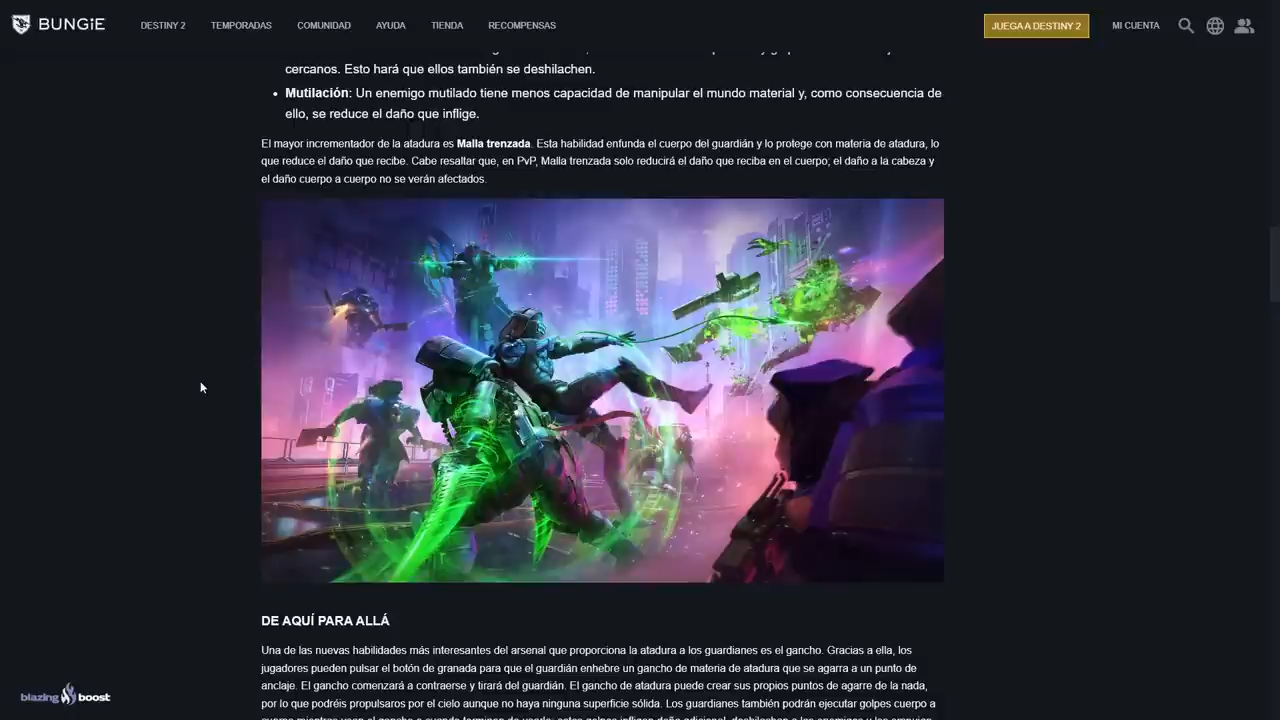 BUNGiE
DESTINY 2 TEMPORADAS COMUNIDAD AYUDA TIENDA RECOMPENSAS JUEGA A DESTINY 2 MI CUENTA
cercanos. Esto hará que ellos también se deshilachen.
• Mutilación: Un enemigo mutilado tiene menos capacidad de manipular el mundo material y, como consecuencia de
ello, se reduce el daño que inflige.
El mayor incrementador de la atadura es Malla trenzada. Esta habilidad enfunda el cuerpo del guardián y lo protege con materia de atadura, lo
que reduce el daño que recibe. Cabe resaltar que, en PvP, Malla trenzada solo reducirá el daño que reciba en el cuerpo; el daño a la cabeza y
el daño cuerpo a cuerpo no se verán afectados.
DE AQUÍ PARA ALLÁ
Una de las nuevas habilidades más interesantes del arsenal que proporciona la atadura a los guardianes es el gancho. Gracias a ella, los
jugadores pueden pulsar el botón de granada para que el guardián enhebre un gancho de materia de atadura que se agarra a un punto de
anclaje. El gancho comenzará a contraerse y tirará del guardián. El gancho de atadura puede crear sus propios puntos de agarre de la nada,
por lo que podréis propulsaros por el cielo aunque no haya ninguna superficie sólida. Los guardianes también podrán ejecutar golpes cuerpo a
blazing boost